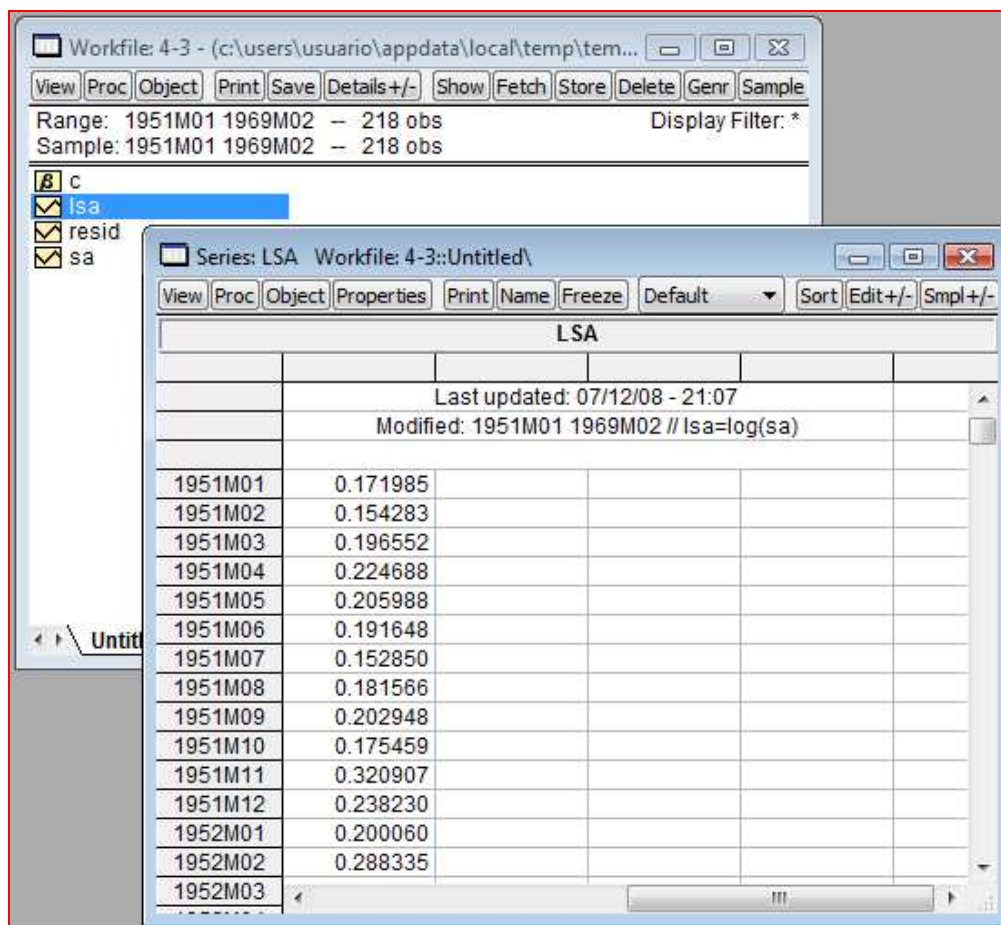 Workfile: 4-3 - (c:\users\usuario\appdata\local\temp\tem...
View Proc Object Print Save Details+/- Show Fetch Store Delete Genr Sample
Range: 1951M01 1969M02 -- 218 obs Display Filter: *
Sample: 1951M01 1969M02 -- 218 obs
β c
lsa
resid
sa
Untitl
Series: LSA Workfile: 4-3::Untitled\
View Proc Object Properties Print Name Freeze Default Sort Edit+/- Smpl+/-
LSA
Last updated: 07/12/08 - 21:07
Modified: 1951M01 1969M02 // lsa=log(sa)
1951M01 0.171985
1951M02 0.154283
1951M03 0.196552
1951M04 0.224688
1951M05 0.205988
1951M06 0.191648
1951M07 0.152850
1951M08 0.181566
1951M09 0.202948
1951M10 0.175459
1951M11 0.320907
1951M12 0.238230
1952M01 0.200060
1952M02 0.288335
1952M03